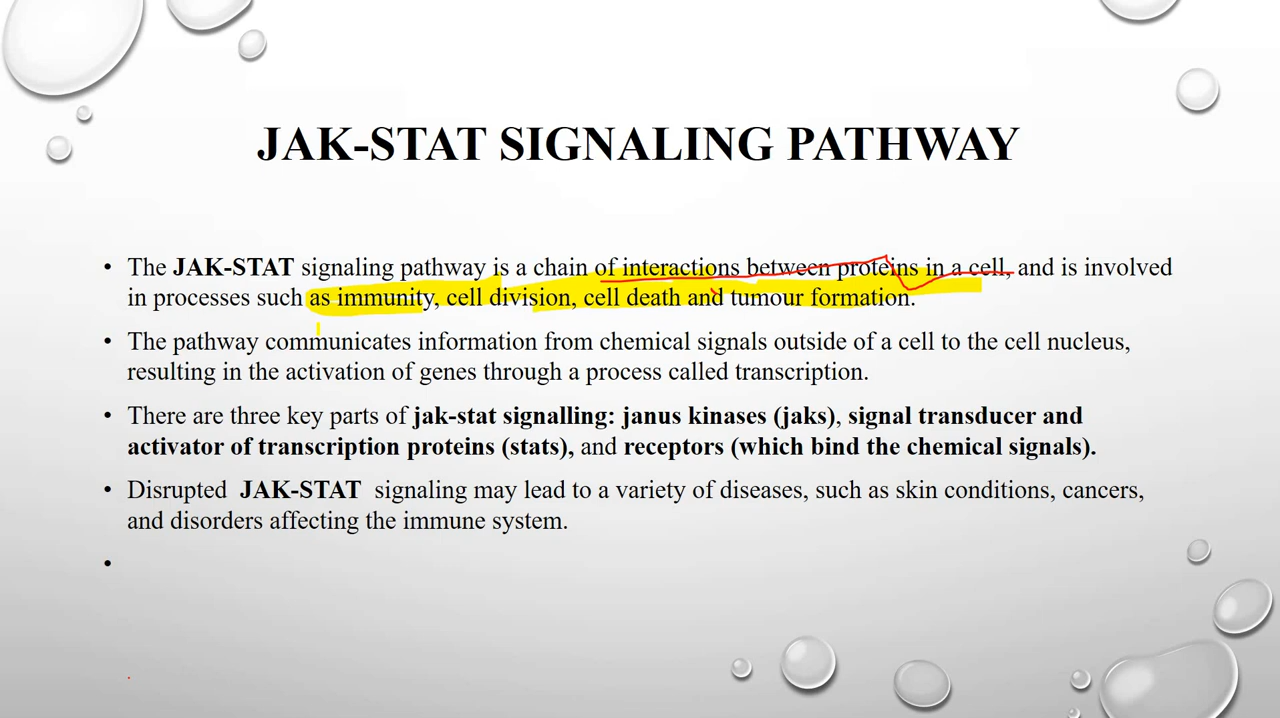 JAK-STAT SIGNALING PATHWAY
• The JAK-STAT signaling pathway is a chain of interactions between proteins in a cell, and is involved
in processes such as immunity, cell division, cell death and tumour formation.
• The pathway communicates information from chemical signals outside of a cell to the cell nucleus,
resulting in the activation of genes through a process called transcription.
• There are three key parts of jak-stat signalling: janus kinases (jaks), signal transducer and
activator of transcription proteins (stats), and receptors (which bind the chemical signals).
• Disrupted JAK-STAT signaling may lead to a variety of diseases, such as skin conditions, cancers,
and disorders affecting the immune system.
•